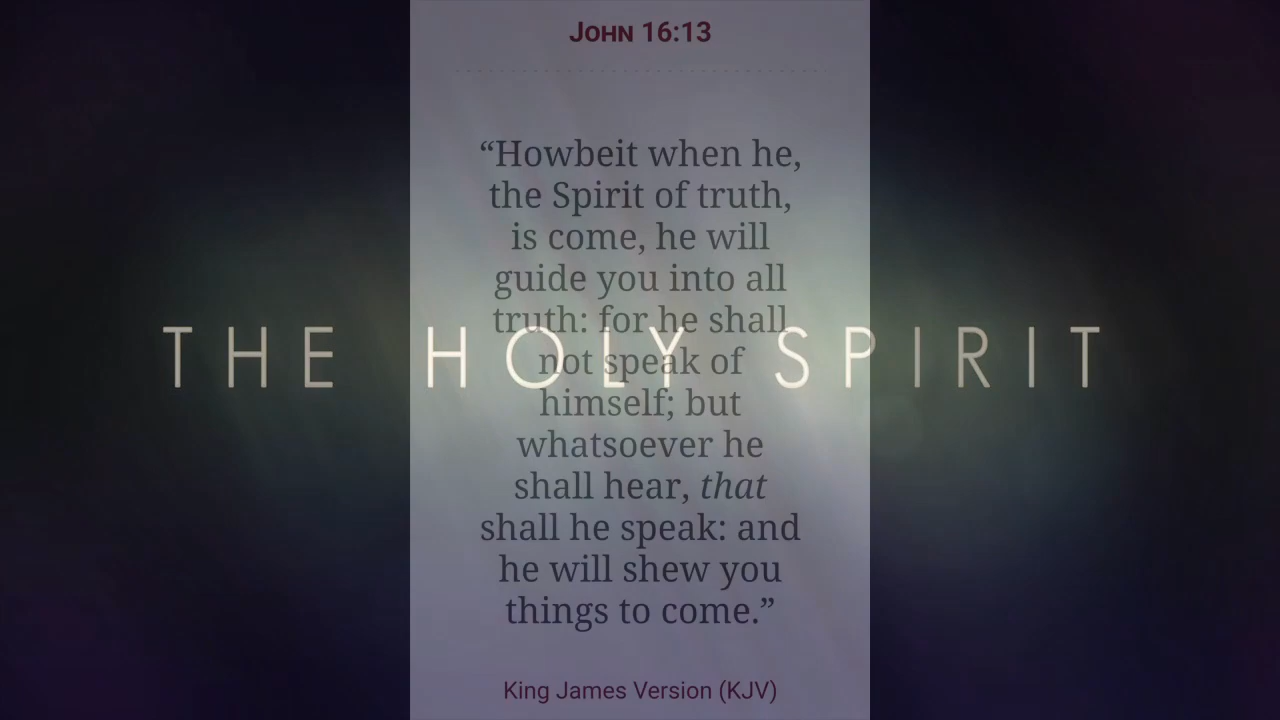 John 16:13
“Howbeit when he,
the Spirit of truth,
is come, he will
guide you into all
truth: for he shall
THE HOLY SPIRIT
not speak of
himself; but
whatsoever he
shall hear, that
shall he speak: and
he will shew you
things to come.”
King James Version (KJV)